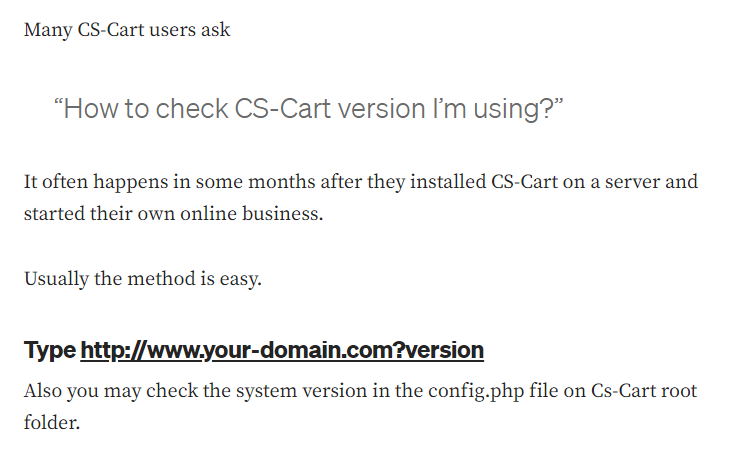 Many CS-Cart users ask
“How to check CS-Cart version I’m using?”
It often happens in some months after they installed CS-Cart on a server and
started their own online business.
Usually the method is easy.
Type http://www.your-domain.com?version
Also you may check the system version in the config.php file on Cs-Cart root
folder.